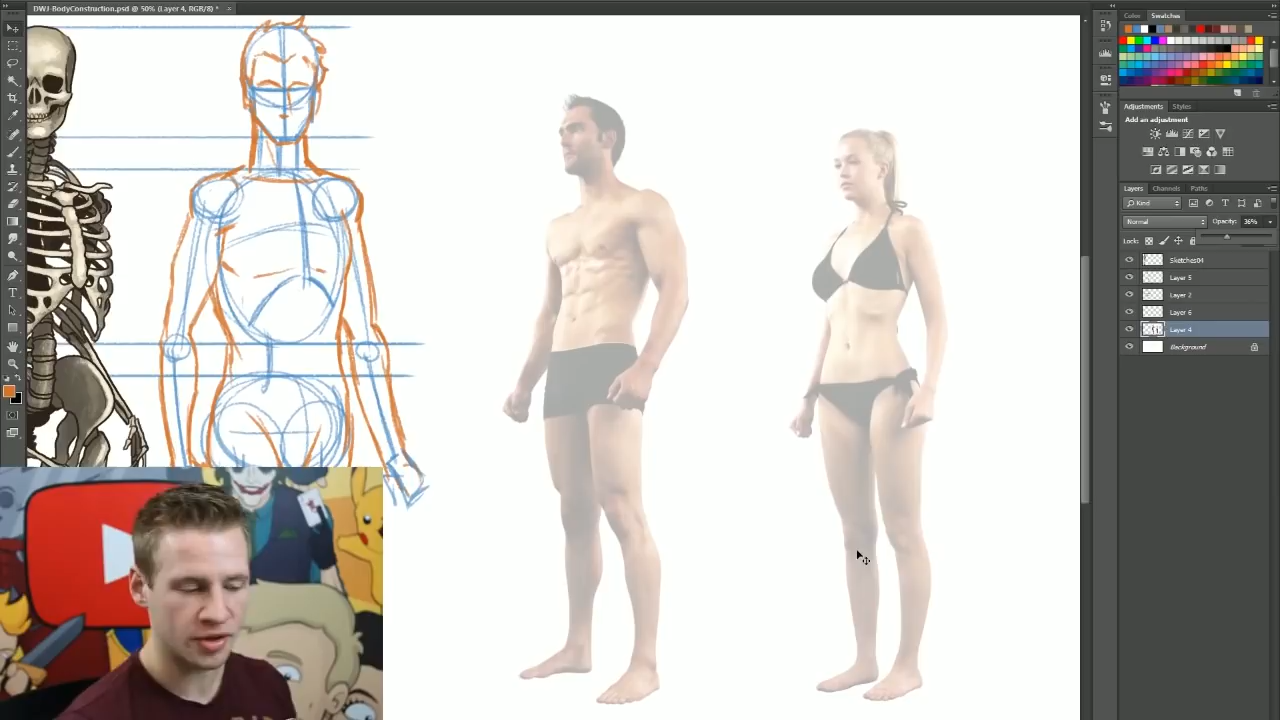 DWJ-BodyConstruction.psd @ 50% (Layer 4, RGB/8) *
Color
Swatches
Adjustments
Styles
Add an adjustment
Layers
Channels
Paths
Kind
Normal
Opacity: 36%
Lock:
Sketches04
Layer 5
Layer 2
Layer 6
Layer 4
Background